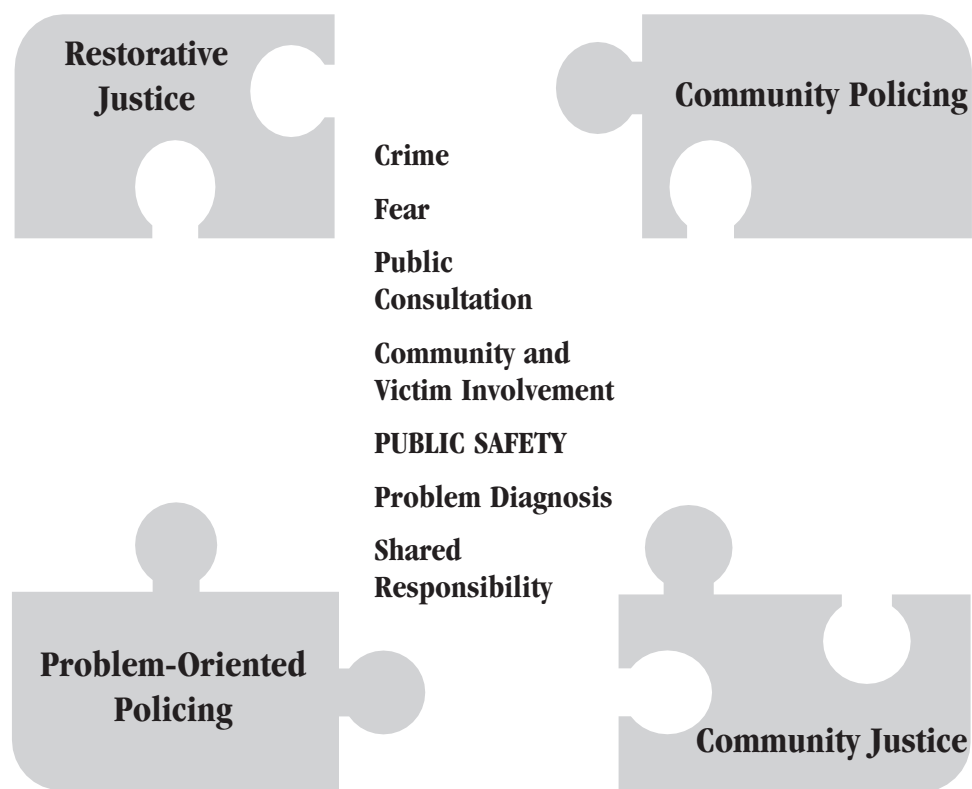 Restorative
Justice
Community Policing
Crime
Fear
Public
Consultation
Community and
Victim Involvement
PUBLIC SAFETY
Problem Diagnosis
Shared
Responsibility
Problem-Oriented
Policing
Community Justice